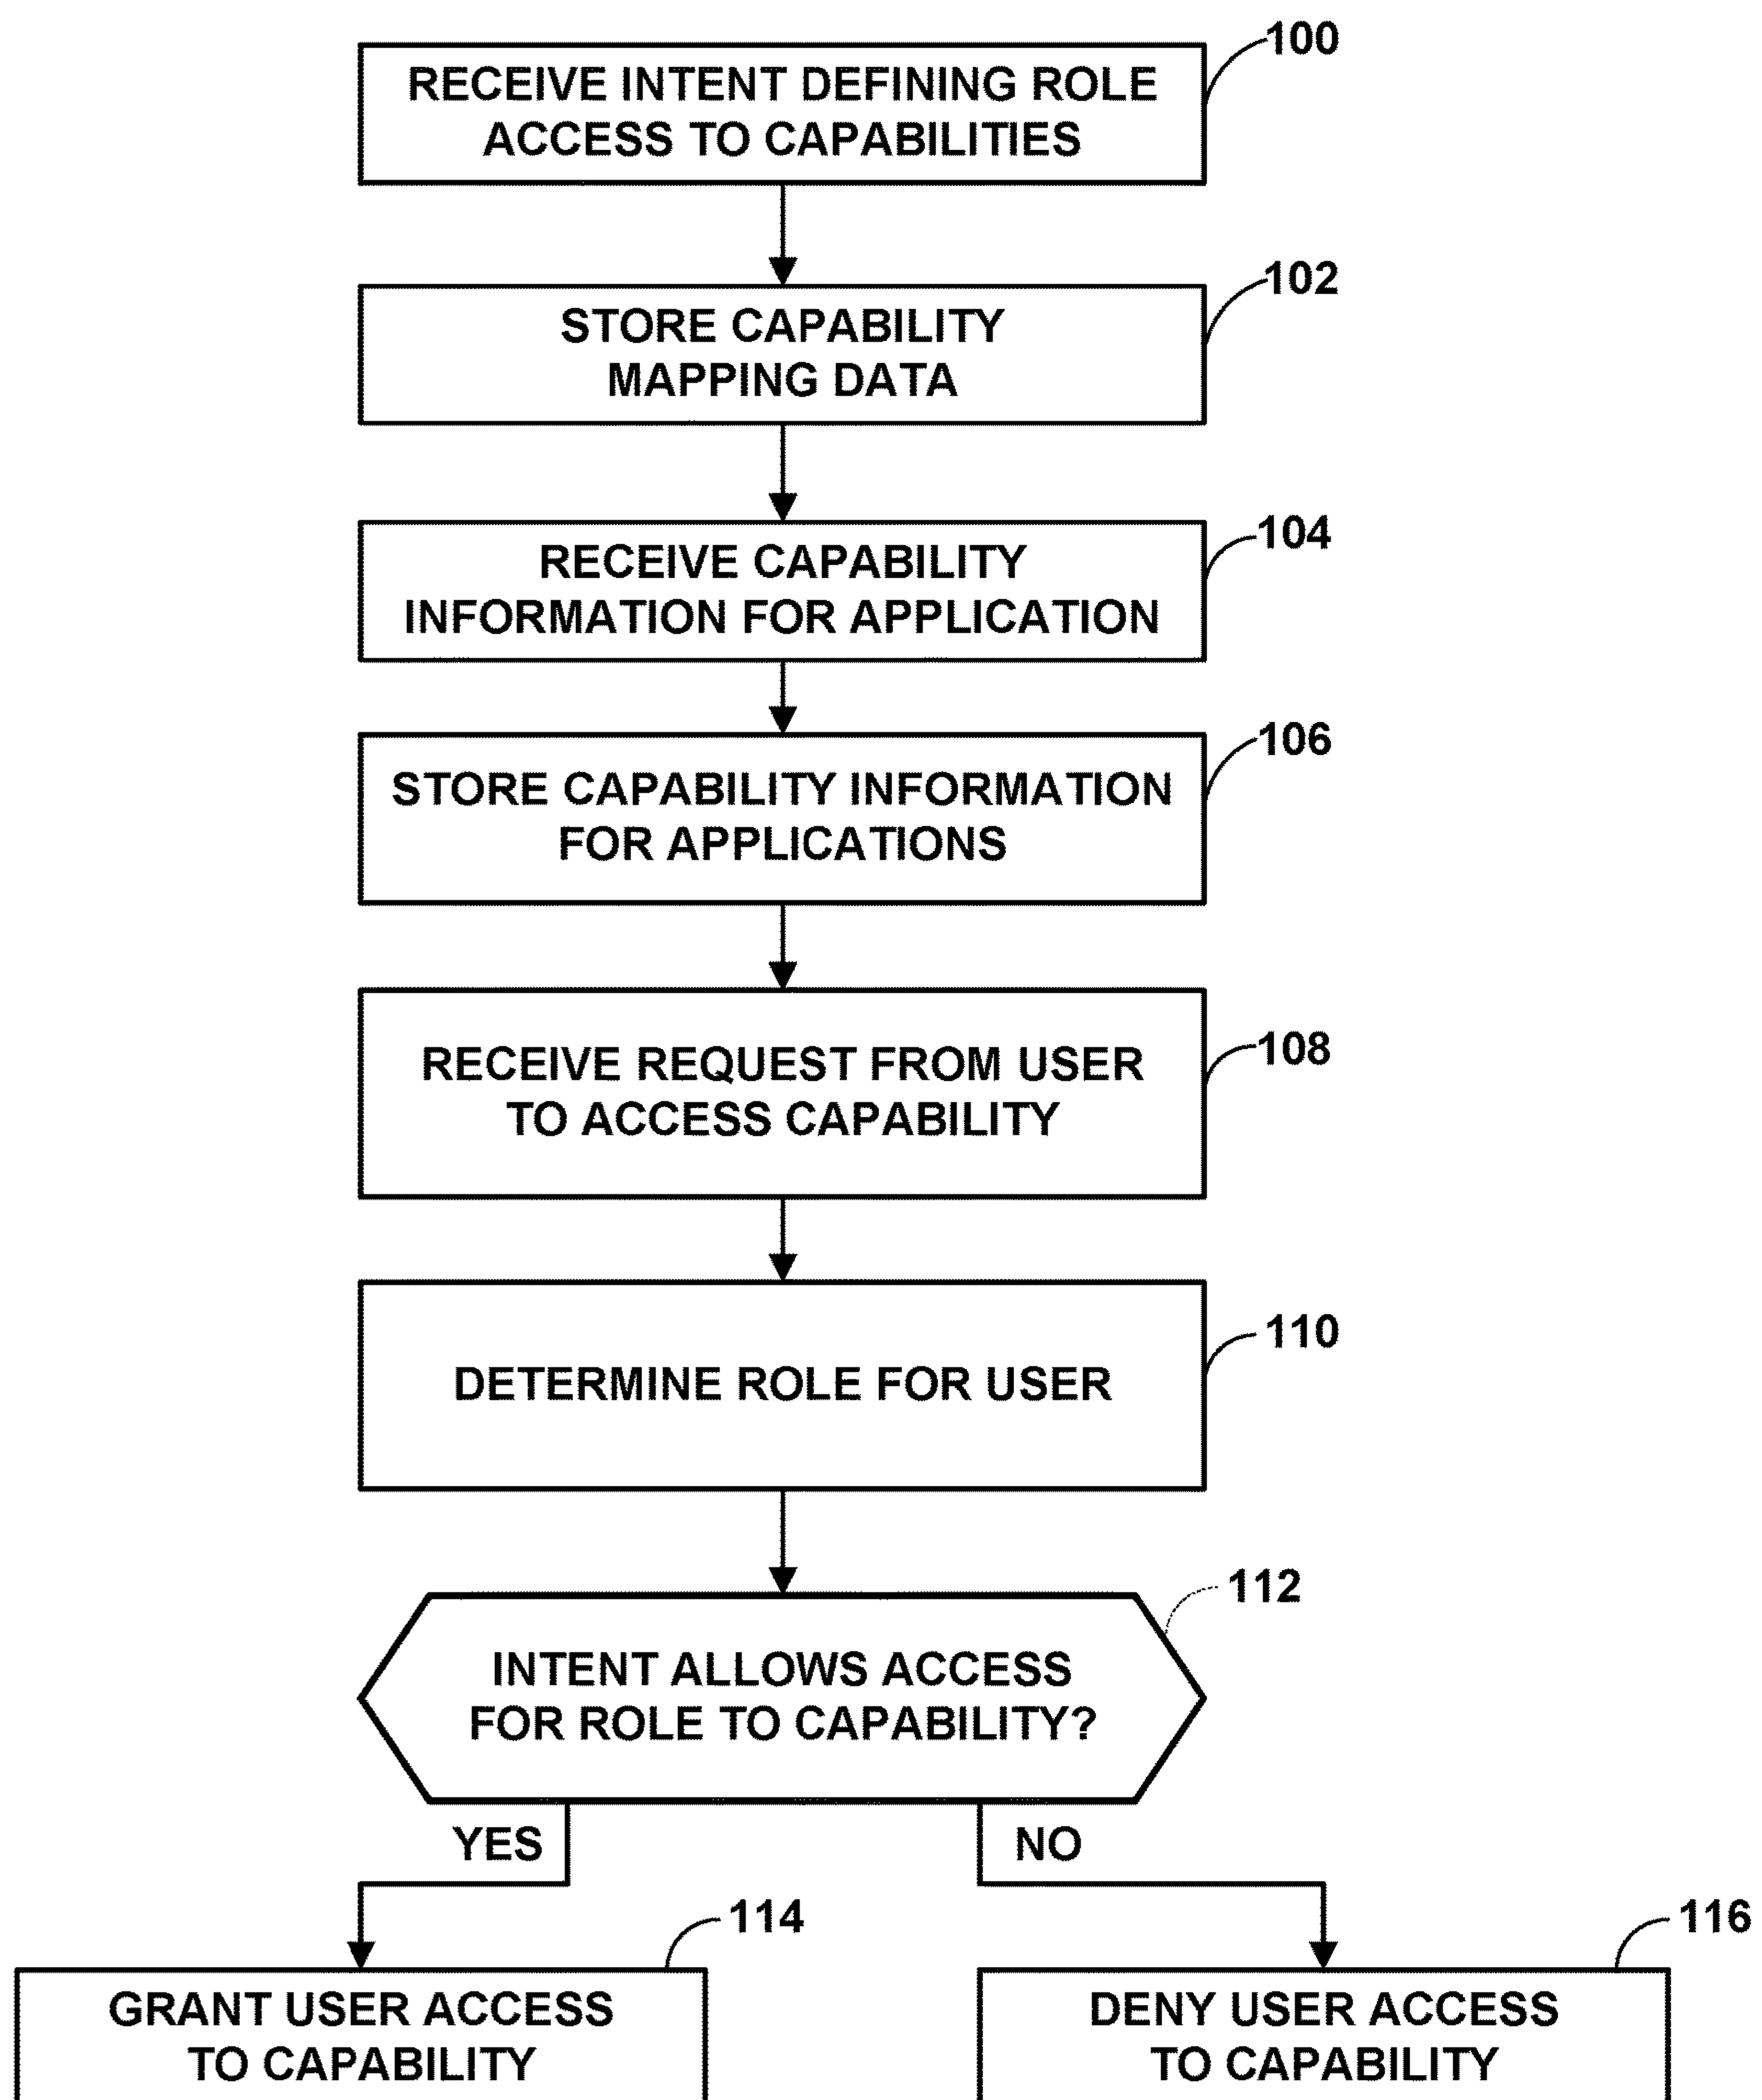 100
RECEIVE INTENT DEFINING ROLE
ACCESS TO CAPABILITIES
102
STORE CAPABILITY
MAPPING DATA
104
RECEIVE CAPABILITY
INFORMATION FOR APPLICATION
106
STORE CAPABILITY INFORMATION
FOR APPLICATIONS
108
RECEIVE REQUEST FROM USER
TO ACCESS CAPABILITY
110
DETERMINE ROLE FOR USER
112
INTENT ALLOWS ACCESS
FOR ROLE TO CAPABILITY?
YES
NO
114
116
GRANT USER ACCESS
TO CAPABILITY
DENY USER ACCESS
TO CAPABILITY